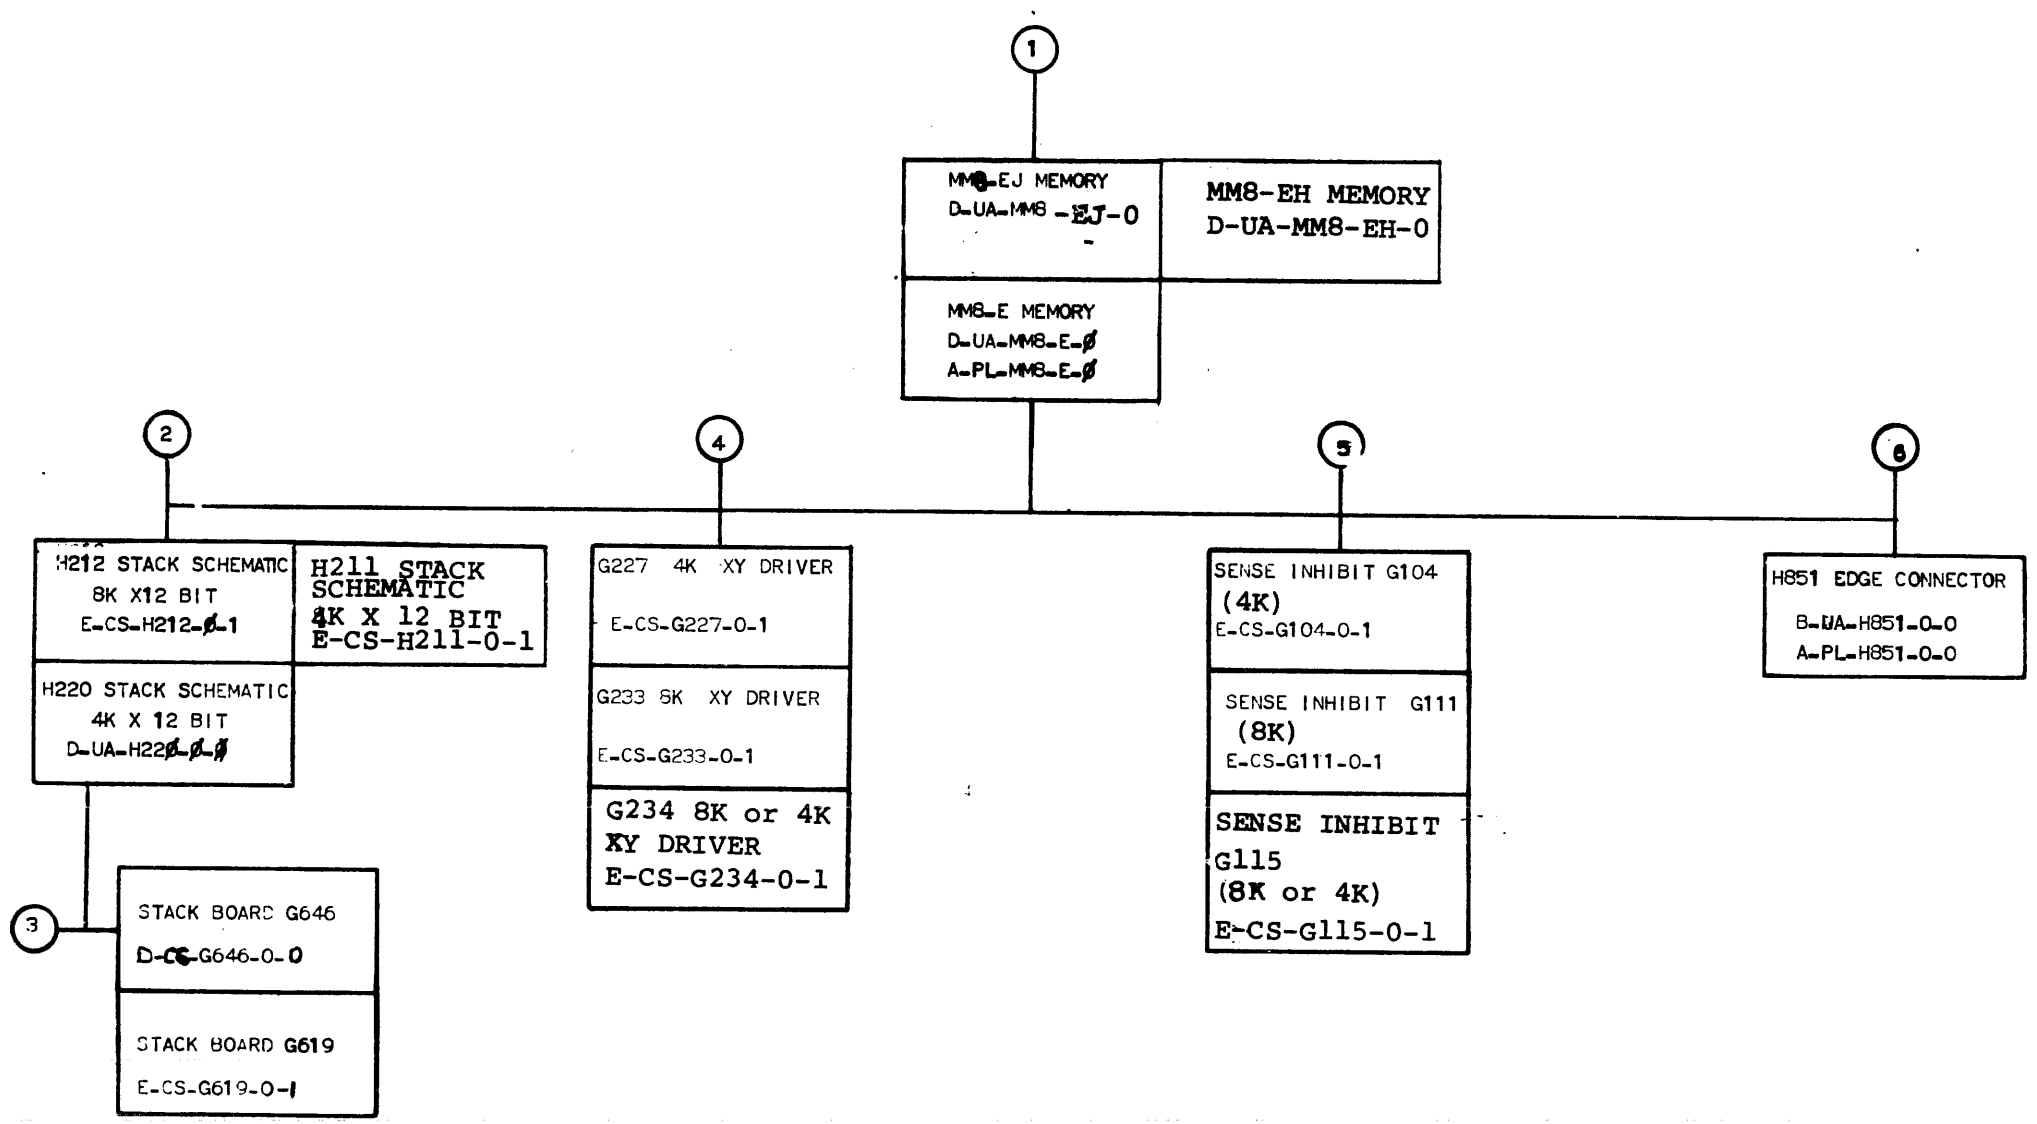 1
MM8-EJ MEMORY
D-UA-MM8-EJ-0
MM8-EH MEMORY
D-UA-MM8-EH-0
MM8-E MEMORY
D-UA-MM8-E-Ø
A-PL-MM8-E-Ø
2
4
5
6
H212 STACK SCHEMATIC
8K X12 BIT
E-CS-H212-Ø-1
H211 STACK
SCHEMATIC
4K X 12 BIT
E-CS-H211-0-1
H220 STACK SCHEMATIC
4K X 12 BIT
D-UA-H22Ø-Ø-Ø
G227 4K XY DRIVER
E-CS-G227-0-1
G233 8K XY DRIVER
E-CS-G233-0-1
G234 8K or 4K
XY DRIVER
E-CS-G234-0-1
SENSE INHIBIT G104
(4K)
E-CS-G104-0-1
SENSE INHIBIT G111
(8K)
E-CS-G111-0-1
SENSE INHIBIT
G115
(8K or 4K)
E-CS-G115-0-1
H851 EDGE CONNECTOR
B-UA-H851-0-0
A-PL-H851-0-0
3
STACK BOARD G646
D-CS-G646-0-0
STACK BOARD G619
E-CS-G619-0-1